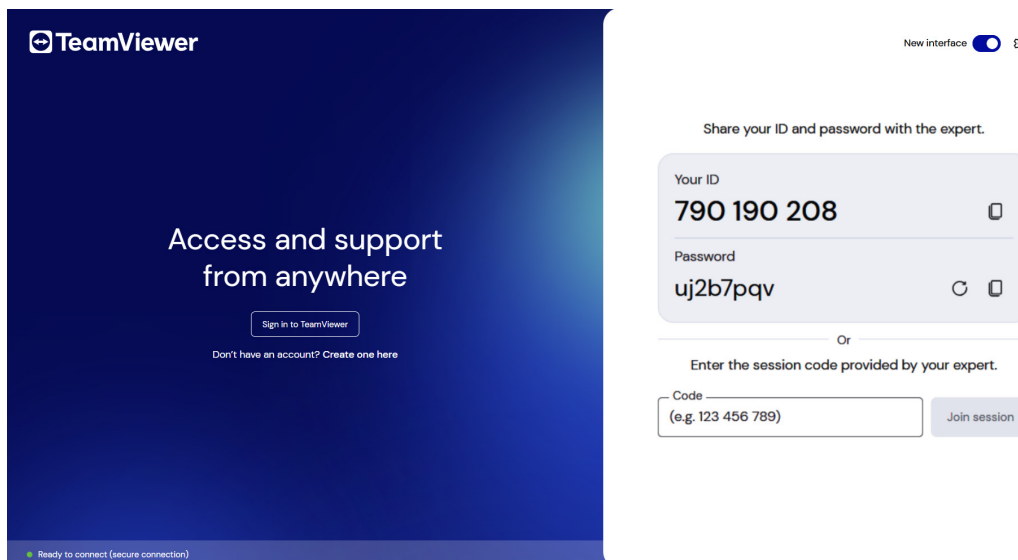 TeamViewer
New interface
Share your ID and password with the expert.
Your ID
790 190 208
Password
uj2b7pqv
Or
Enter the session code provided by your expert.
Code
(e.g. 123 456 789)
Join session
Access and support
from anywhere
Sign in to TeamViewer
Don't have an account? Create one here
Ready to connect (secure connection)